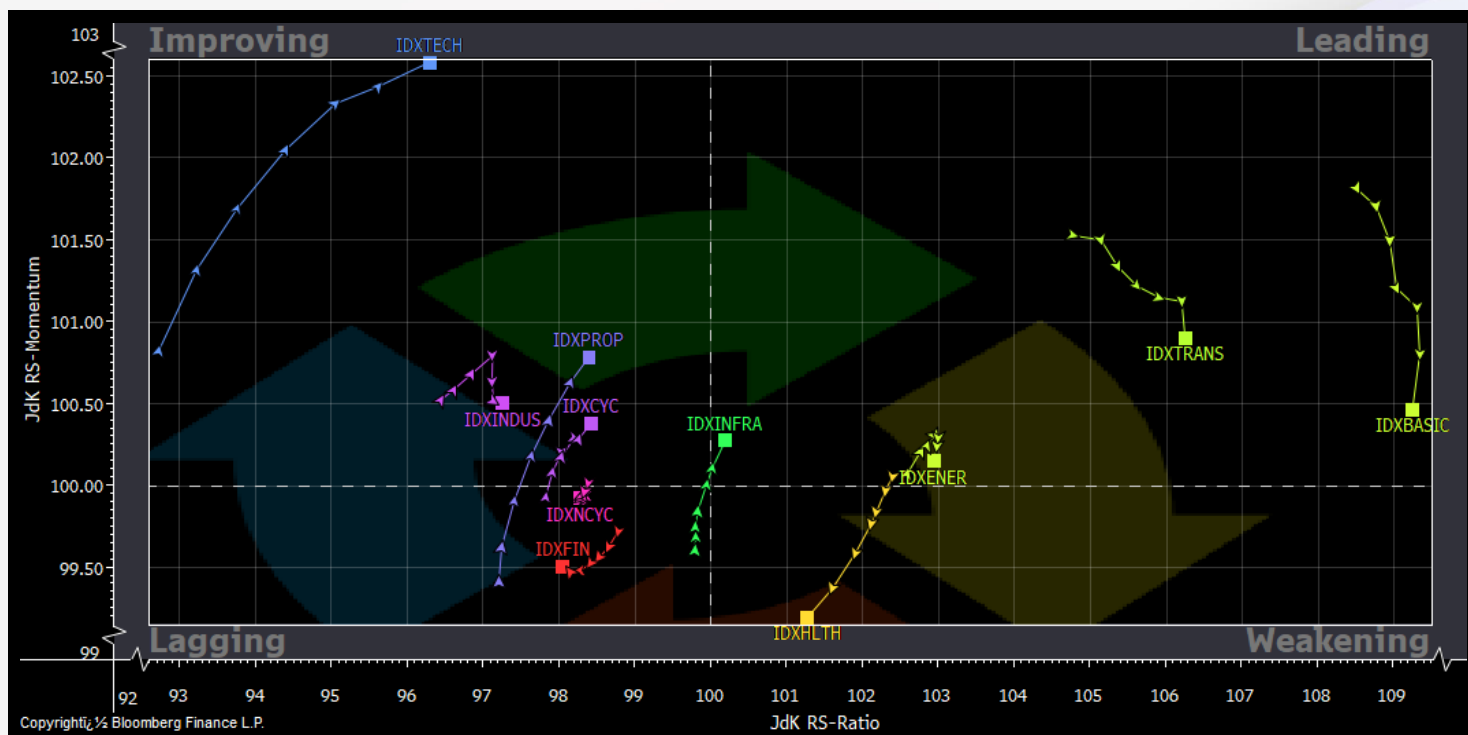 Improving
Leading
IDXTECH
IDXPROP
IDXTRANS
IDXINDUS
IDXCYC
IDXINFRA
IDXBASIC
IDXENER
IDXNCYC
IDXFIN
IDXHLTH
Lagging
Weakening
103
102.50
102.00
101.50
101.00
100.50
100.00
99.50
99
JdK RS-Momentum
92 93 94 95 96 97 98 99 100 101 102 103 104 105 106 107 108 109
JdK RS-Ratio
Copyrightï¿½ Bloomberg Finance L.P.